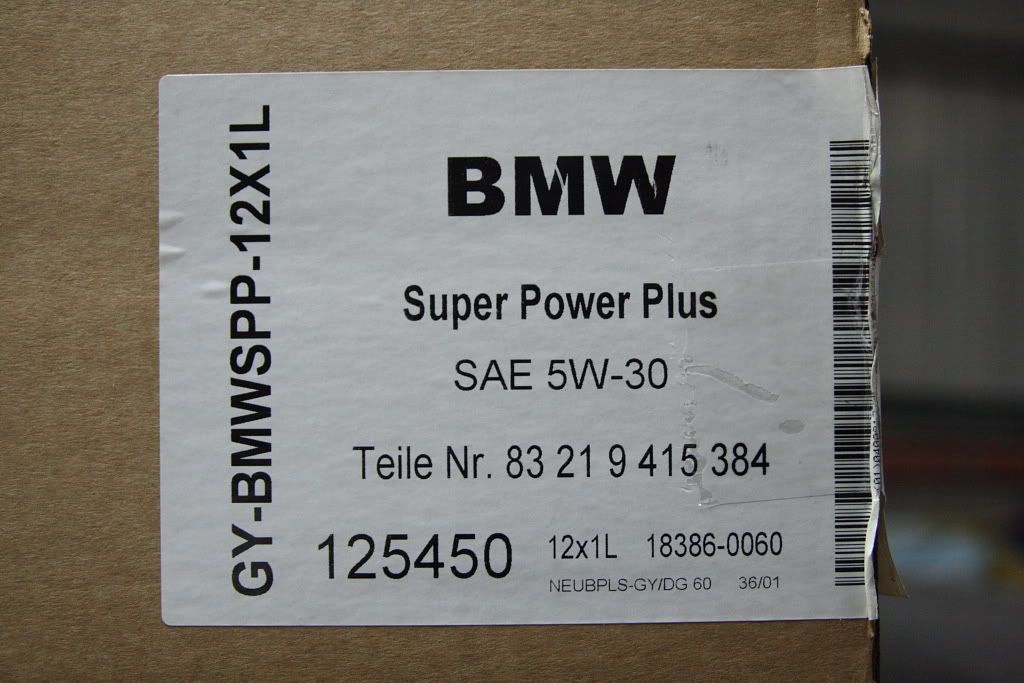 GY-BMWSPP-12X1L
BMW
Super Power Plus
SAE 5W-30
Teile Nr. 83 21 9 415 384
125450
12x1L 18386-0060
NEUBPLS-GY/DG 60 36/01